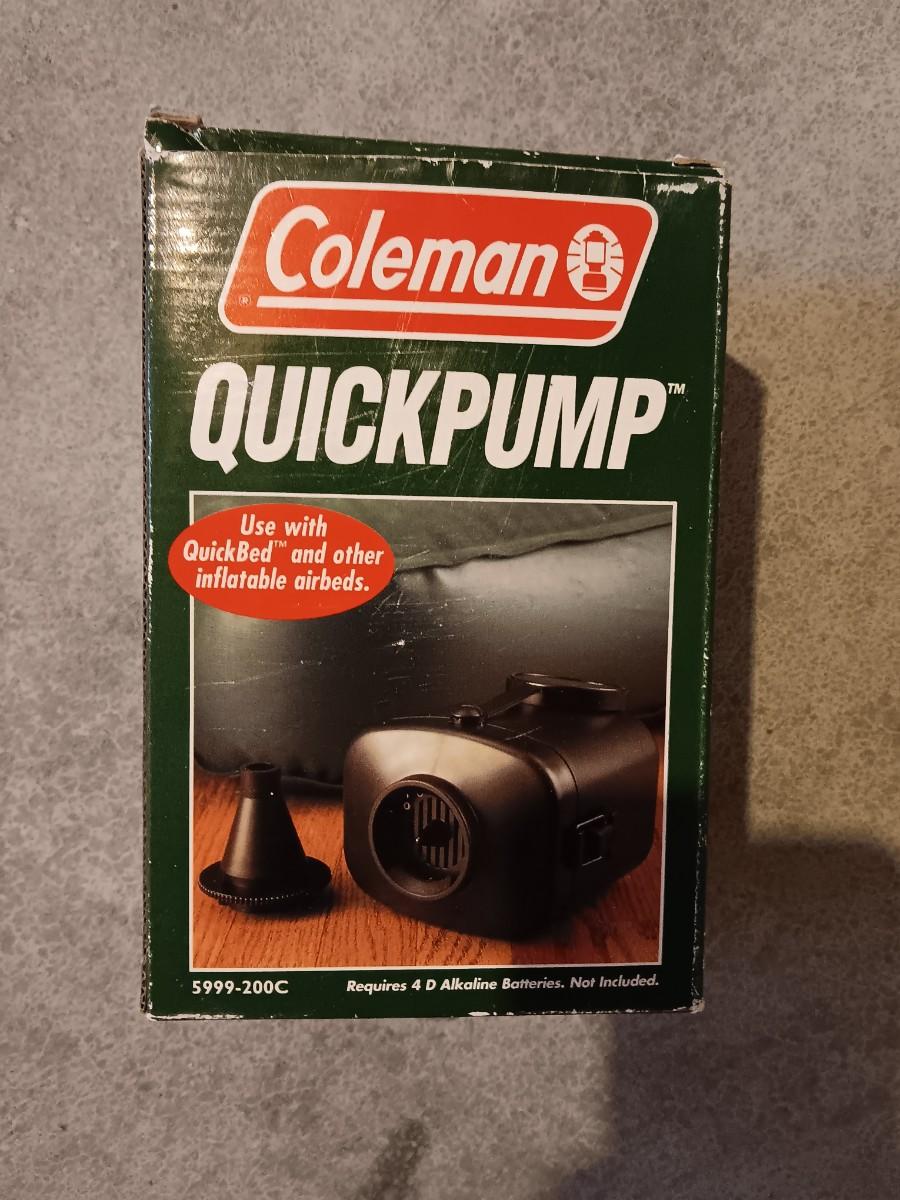 Coleman
®
QUICKPUMP™
Use with
QuickBed™ and other
inflatable airbeds.
5999-200C Requires 4 D Alkaline Batteries. Not Included.